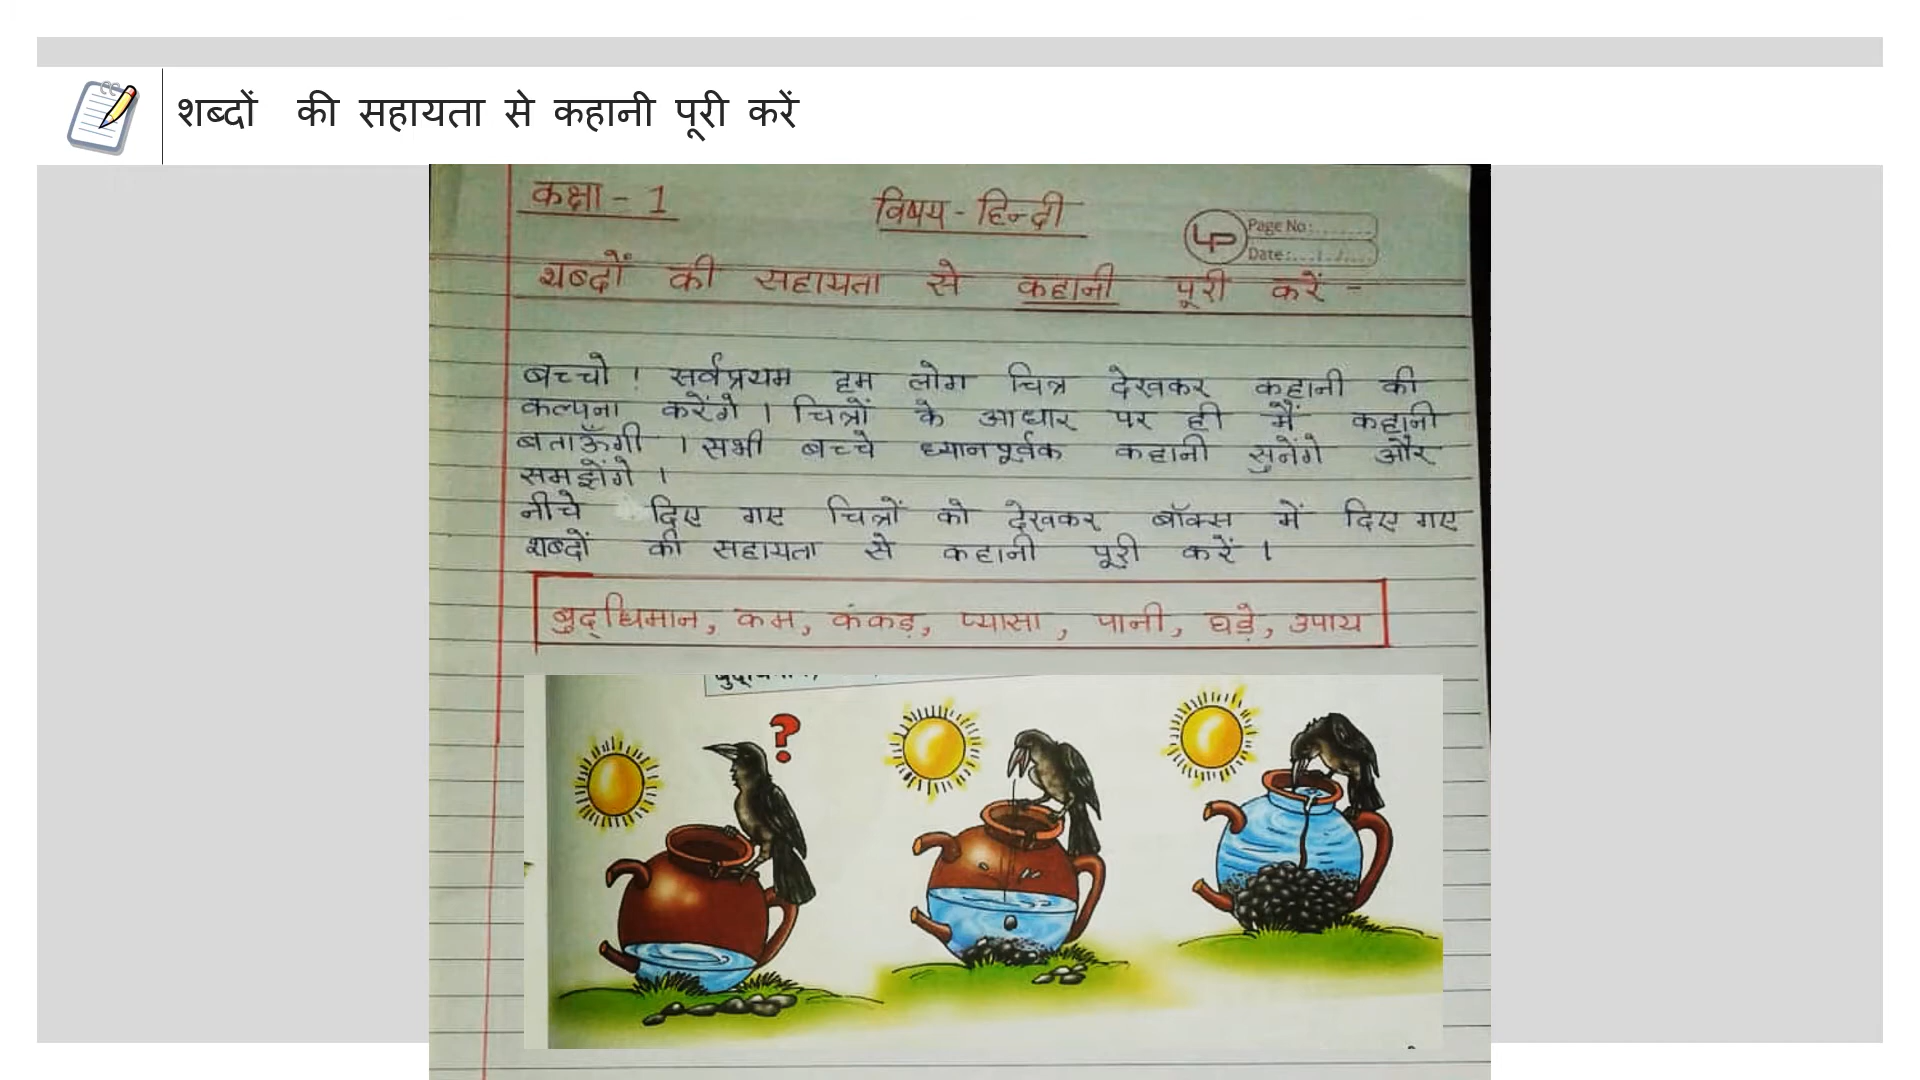 शब्दों की सहायता से कहानी पूरी करें
कक्षा - 1
विषय - हिन्दी
LP
Page No:.......
Date:...../...../.....
शब्दों की सहायता से कहानी पूरी करें -
बच्चो ! सर्वप्रथम हम लोग चित्र देखकर कहानी की
कल्पना करेंगे । चित्रों के आधार पर ही मैं कहानी
बताऊँगी । सभी बच्चे ध्यानपूर्वक कहानी सुनेंगे और
समझेंगे ।
नीचे दिए गए चित्रों को देखकर बॉक्स में दिए गए
शब्दों की सहायता से कहानी पूरी करें ।
बुद्धिमान, कम, कंकड़, प्यासा, पानी, घड़े, उपाय
?